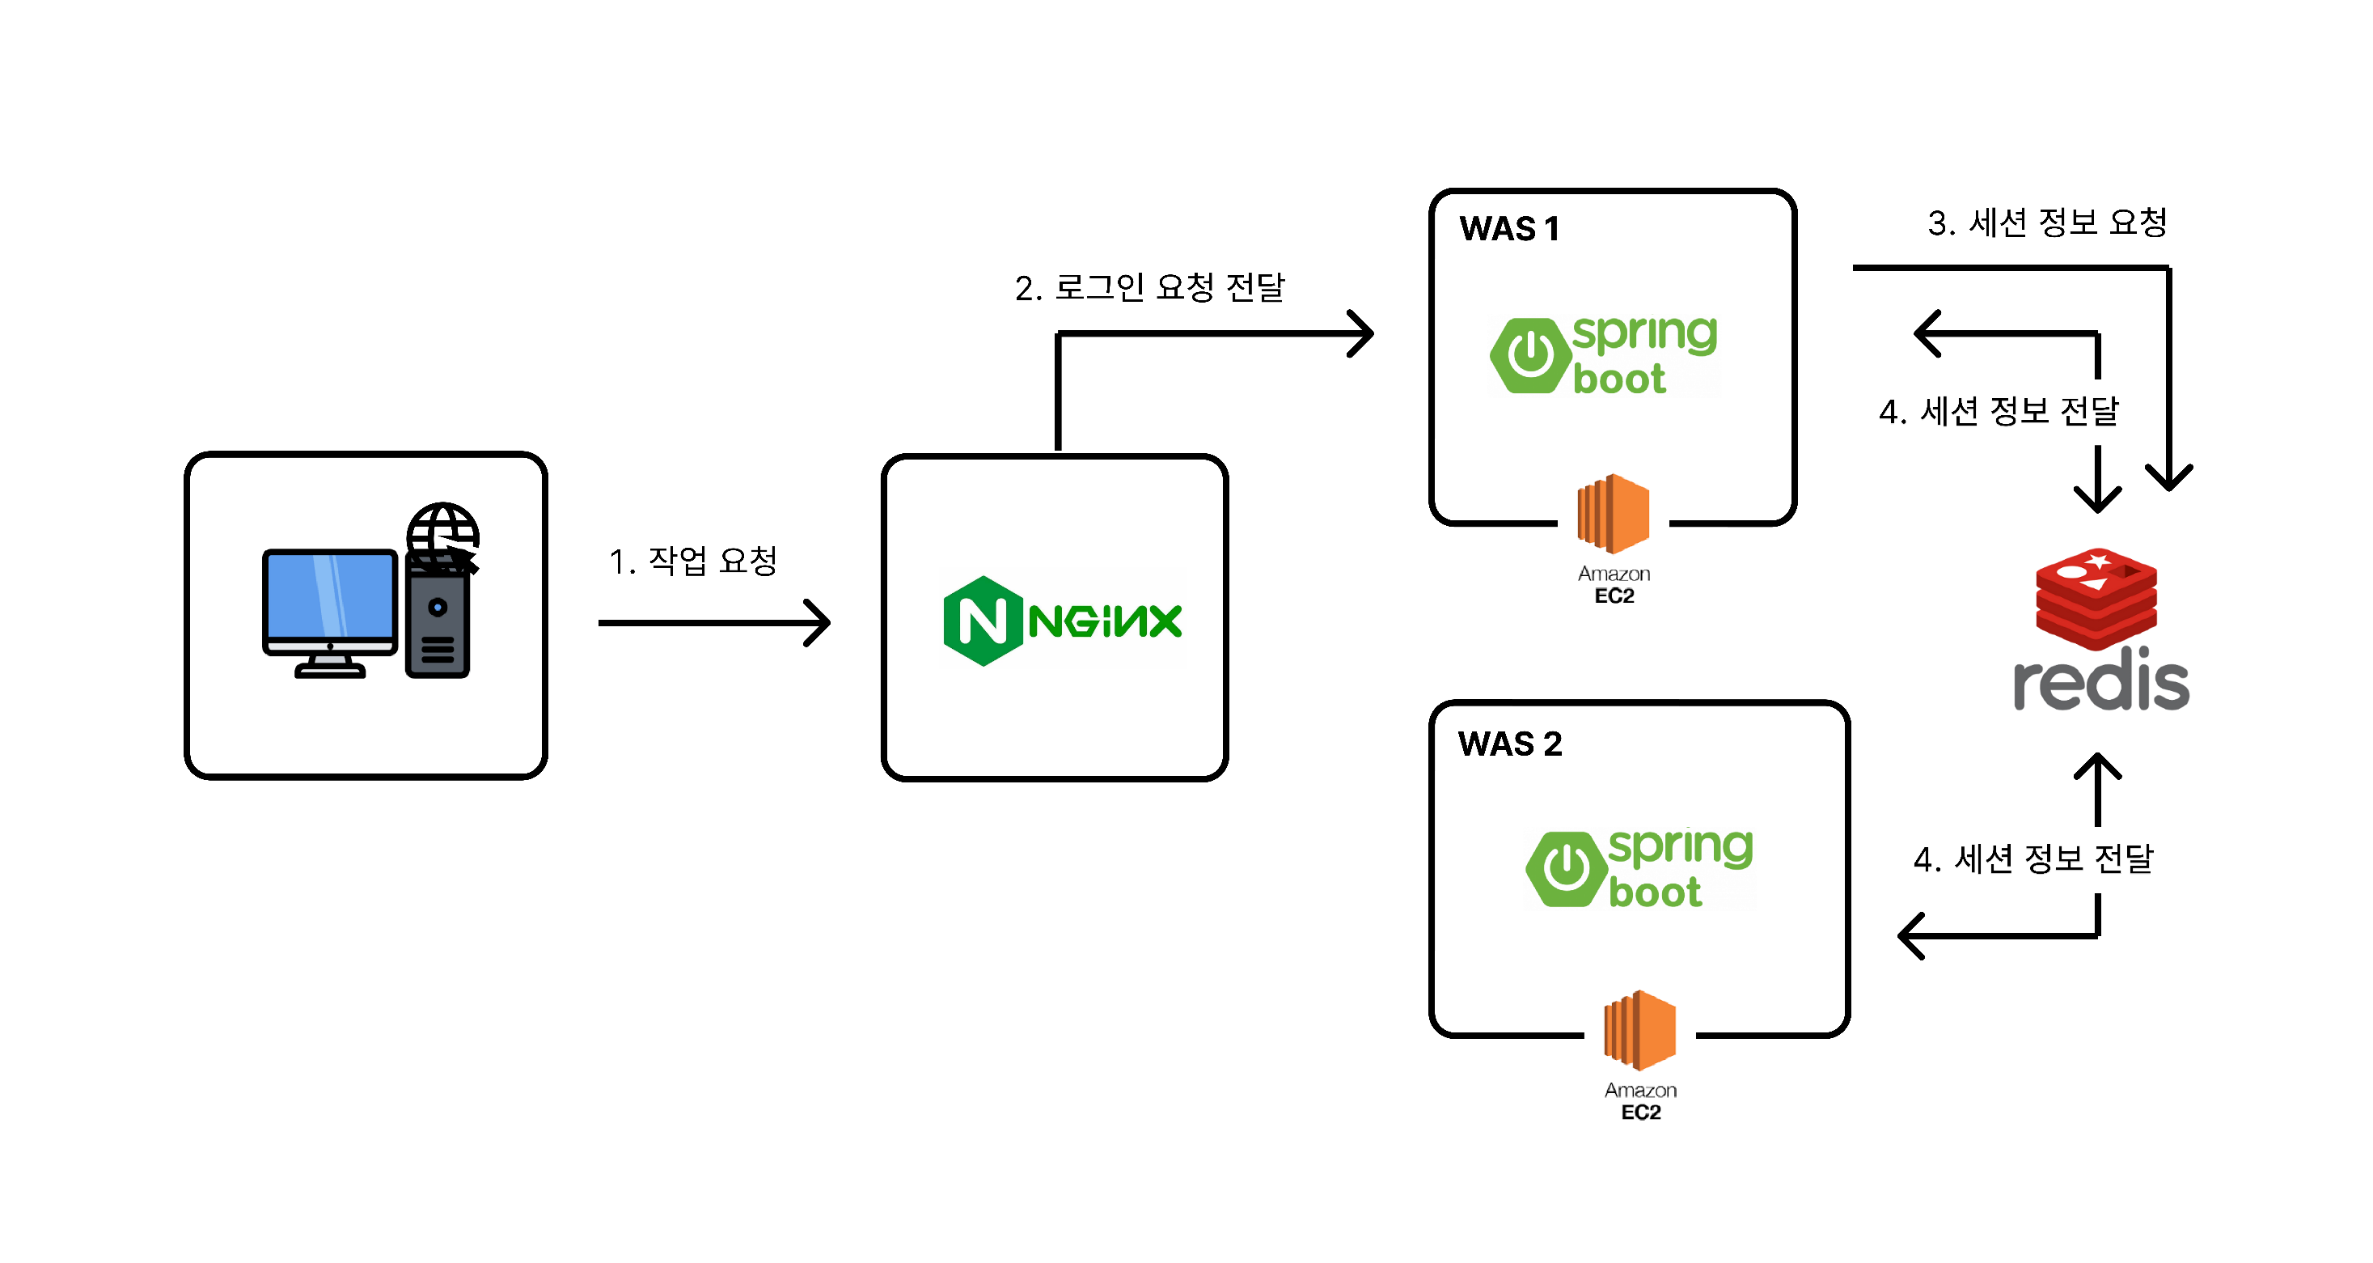 WAS 1
3. 세션 정보 요청
2. 로그인 요청 전달
spring
boot
4. 세션 정보 전달
1. 작업 요청
NGINX
Amazon
EC2
redis
WAS 2
spring
boot
4. 세션 정보 전달
Amazon
EC2